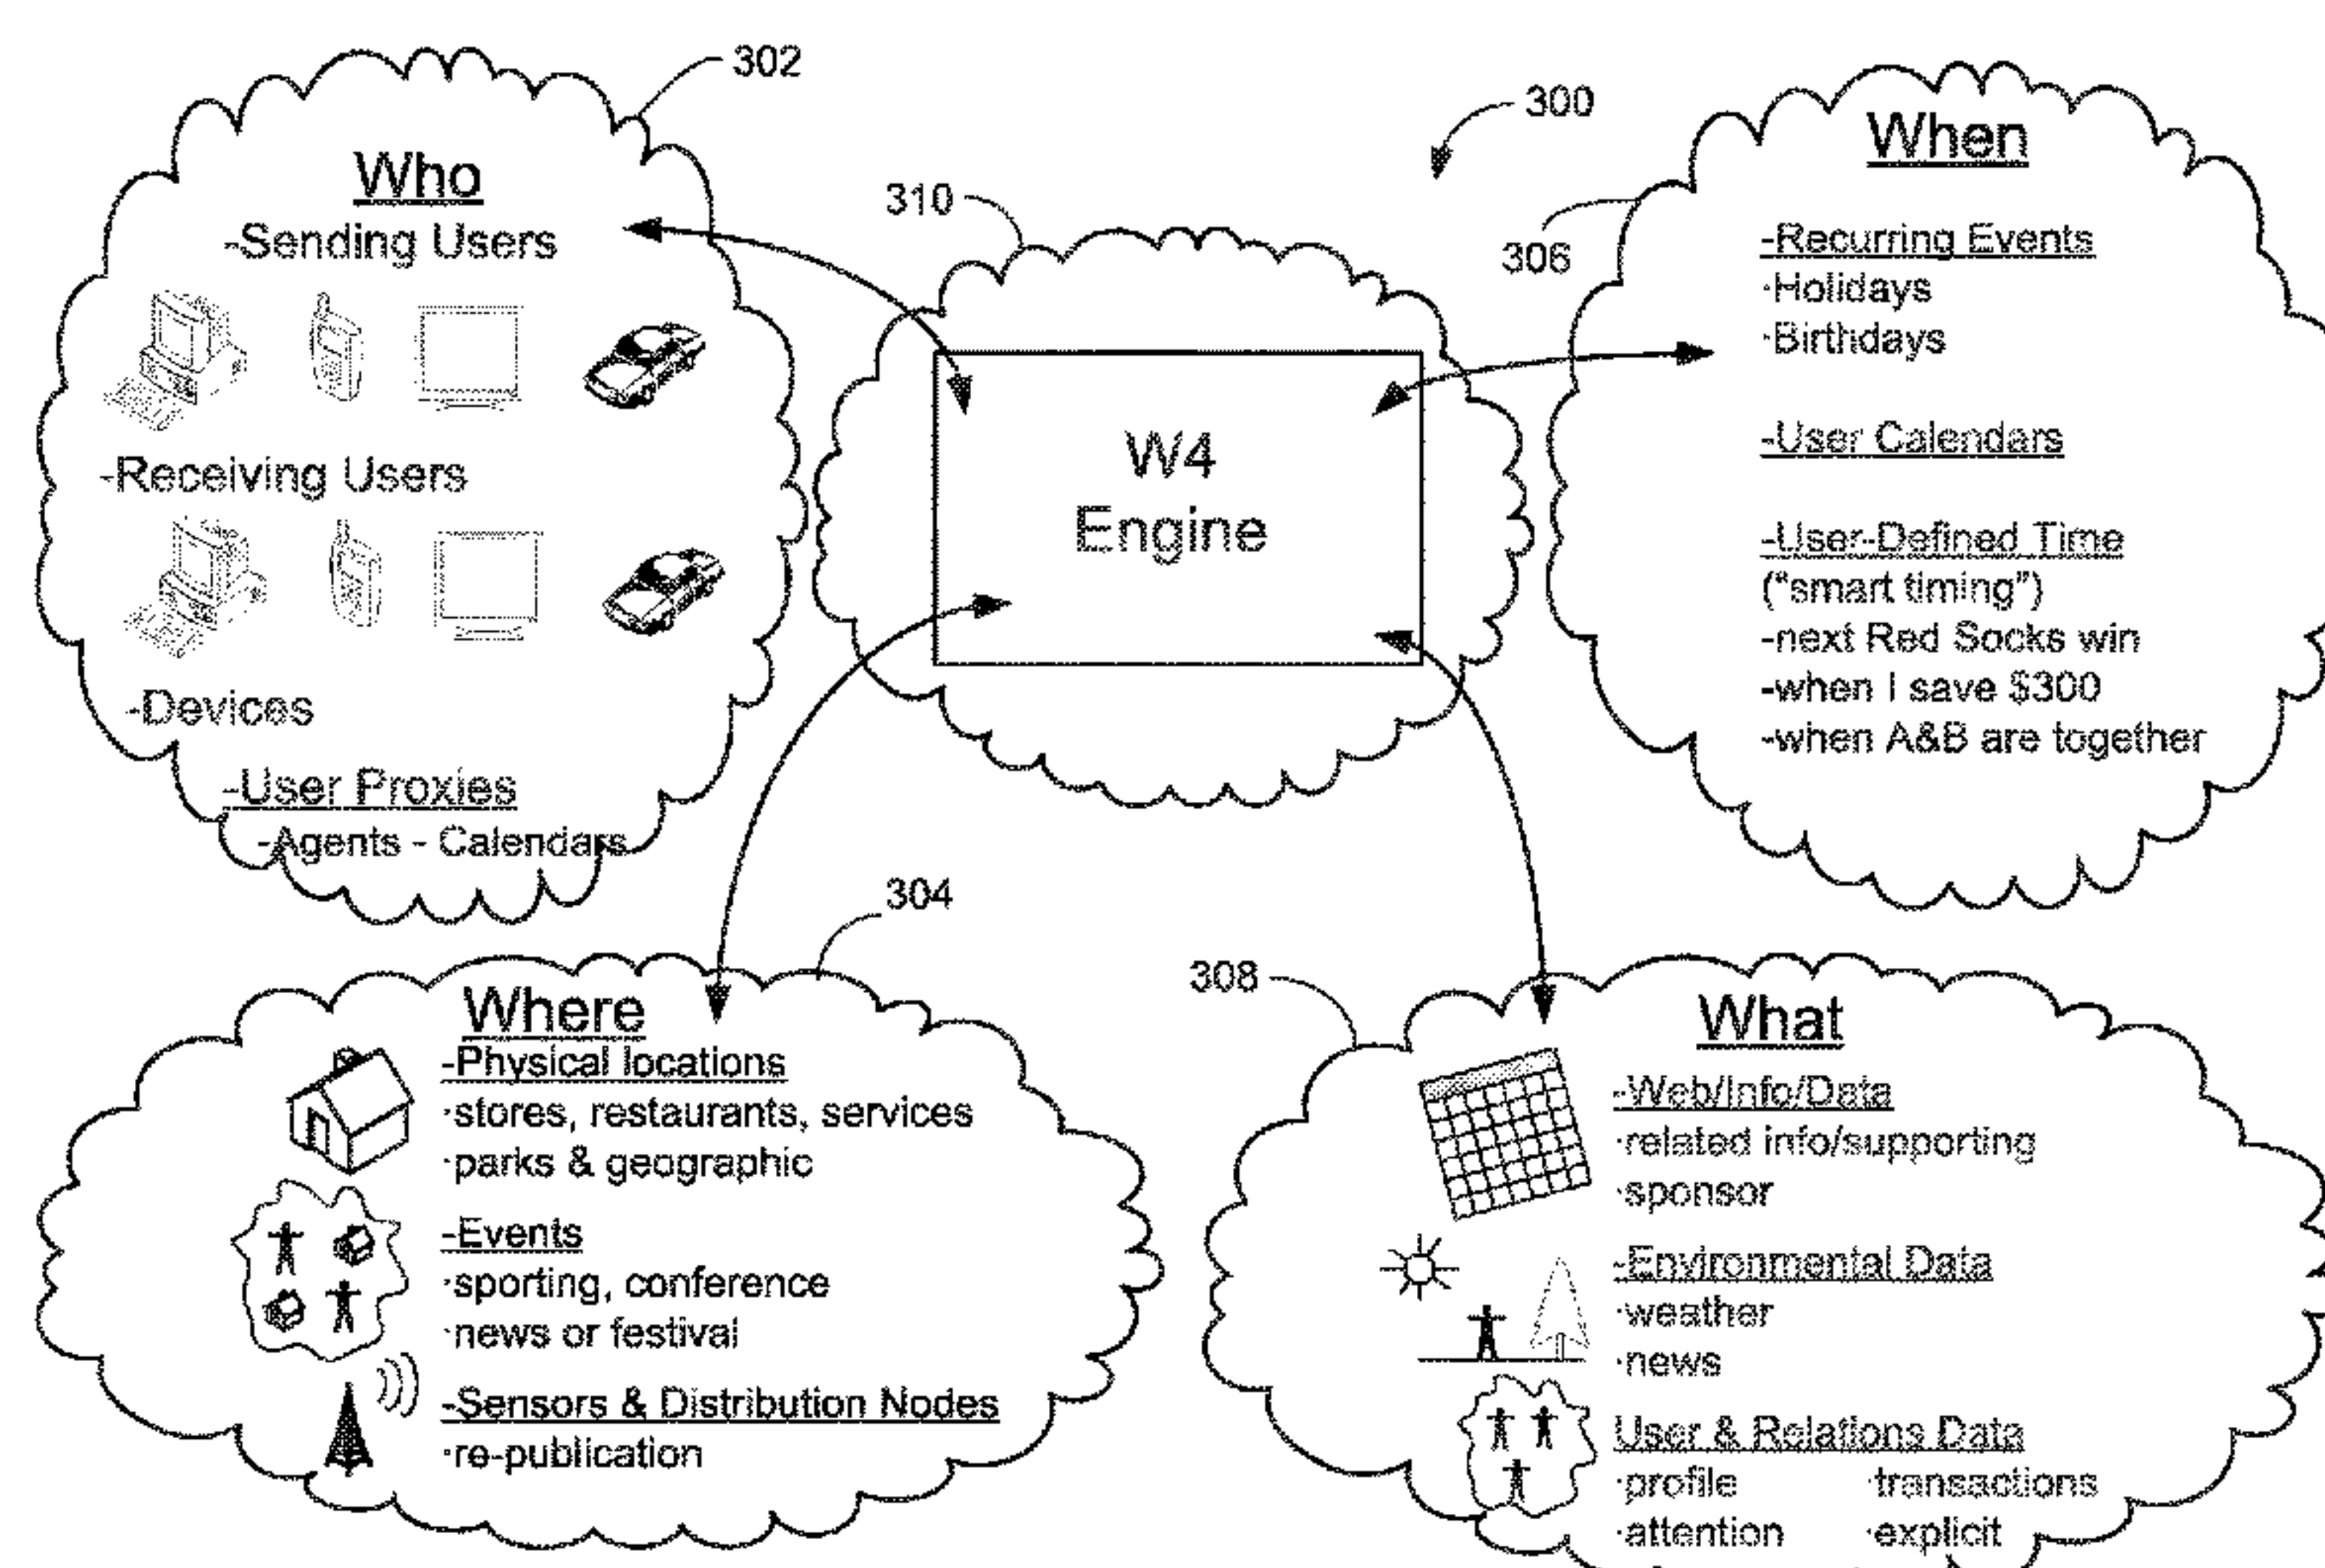 302
Who
-Sending Users
-Receiving Users
-Devices
-User Proxies
-Agents - Calendars
300
310
W4
Engine
306
When
-Recurring Events
·Holidays
·Birthdays
-User Calendars
-User-Defined Time
("smart timing")
-next Red Socks win
-when I save $300
-when A&B are together
304
Where
-Physical locations
·stores, restaurants, services
·parks & geographic
-Events
·sporting, conference
·news or festival
-Sensors & Distribution Nodes
·re-publication
308
What
-Web/Info/Data
·related info/supporting
·sponsor
-Environmental Data
·weather
·news
User & Relations Data
·profile ·transactions
·attention ·explicit